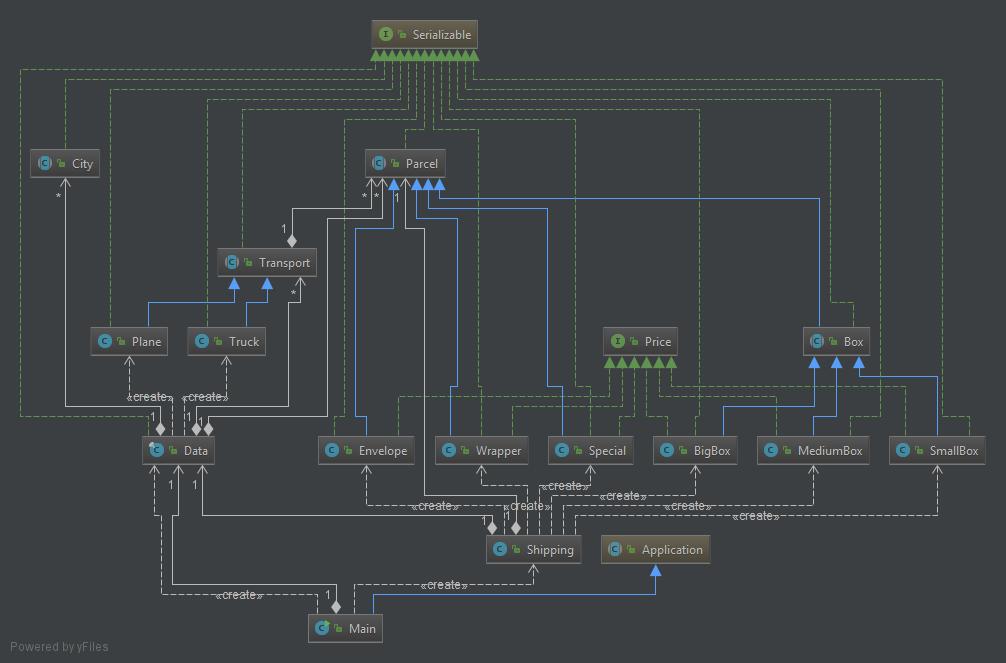 I Serializable
C City
C Parcel
* * * 1
1
C Transport
*
C Plane
C Truck
I Price
C Box
«create» «create»
1 1 1
C Data
C Envelope
C Wrapper
C Special
C BigBox
C MediumBox
C SmallBox
1 1
«create»
«create»
«create» «create» «create»
«create»
1 1
C Shipping
C Application
«create»
«create» 1
C Main
Powered by yFiles